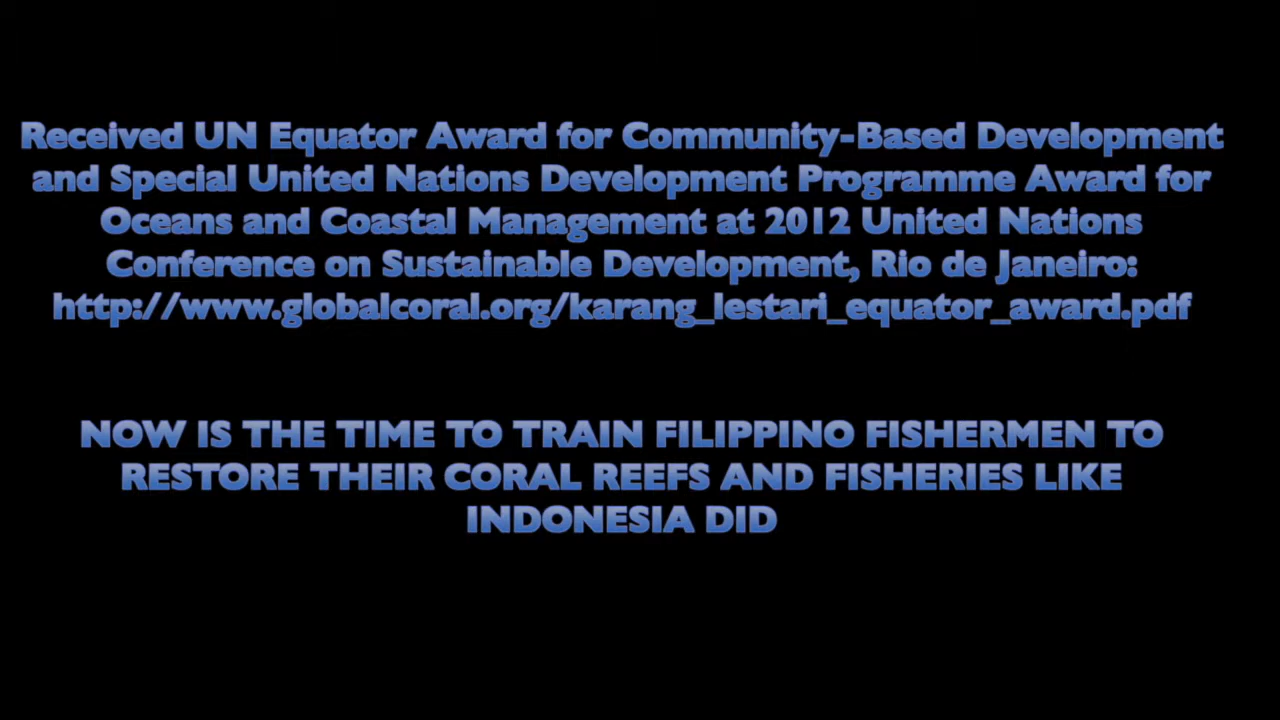 Received UN Equator Award for Community-Based Development
and Special United Nations Development Programme Award for
Oceans and Coastal Management at 2012 United Nations
Conference on Sustainable Development, Rio de Janeiro:
http://www.globalcoral.org/karang_lestari_equator_award.pdf
NOW IS THE TIME TO TRAIN FILIPPINO FISHERMEN TO
RESTORE THEIR CORAL REEFS AND FISHERIES LIKE
INDONESIA DID